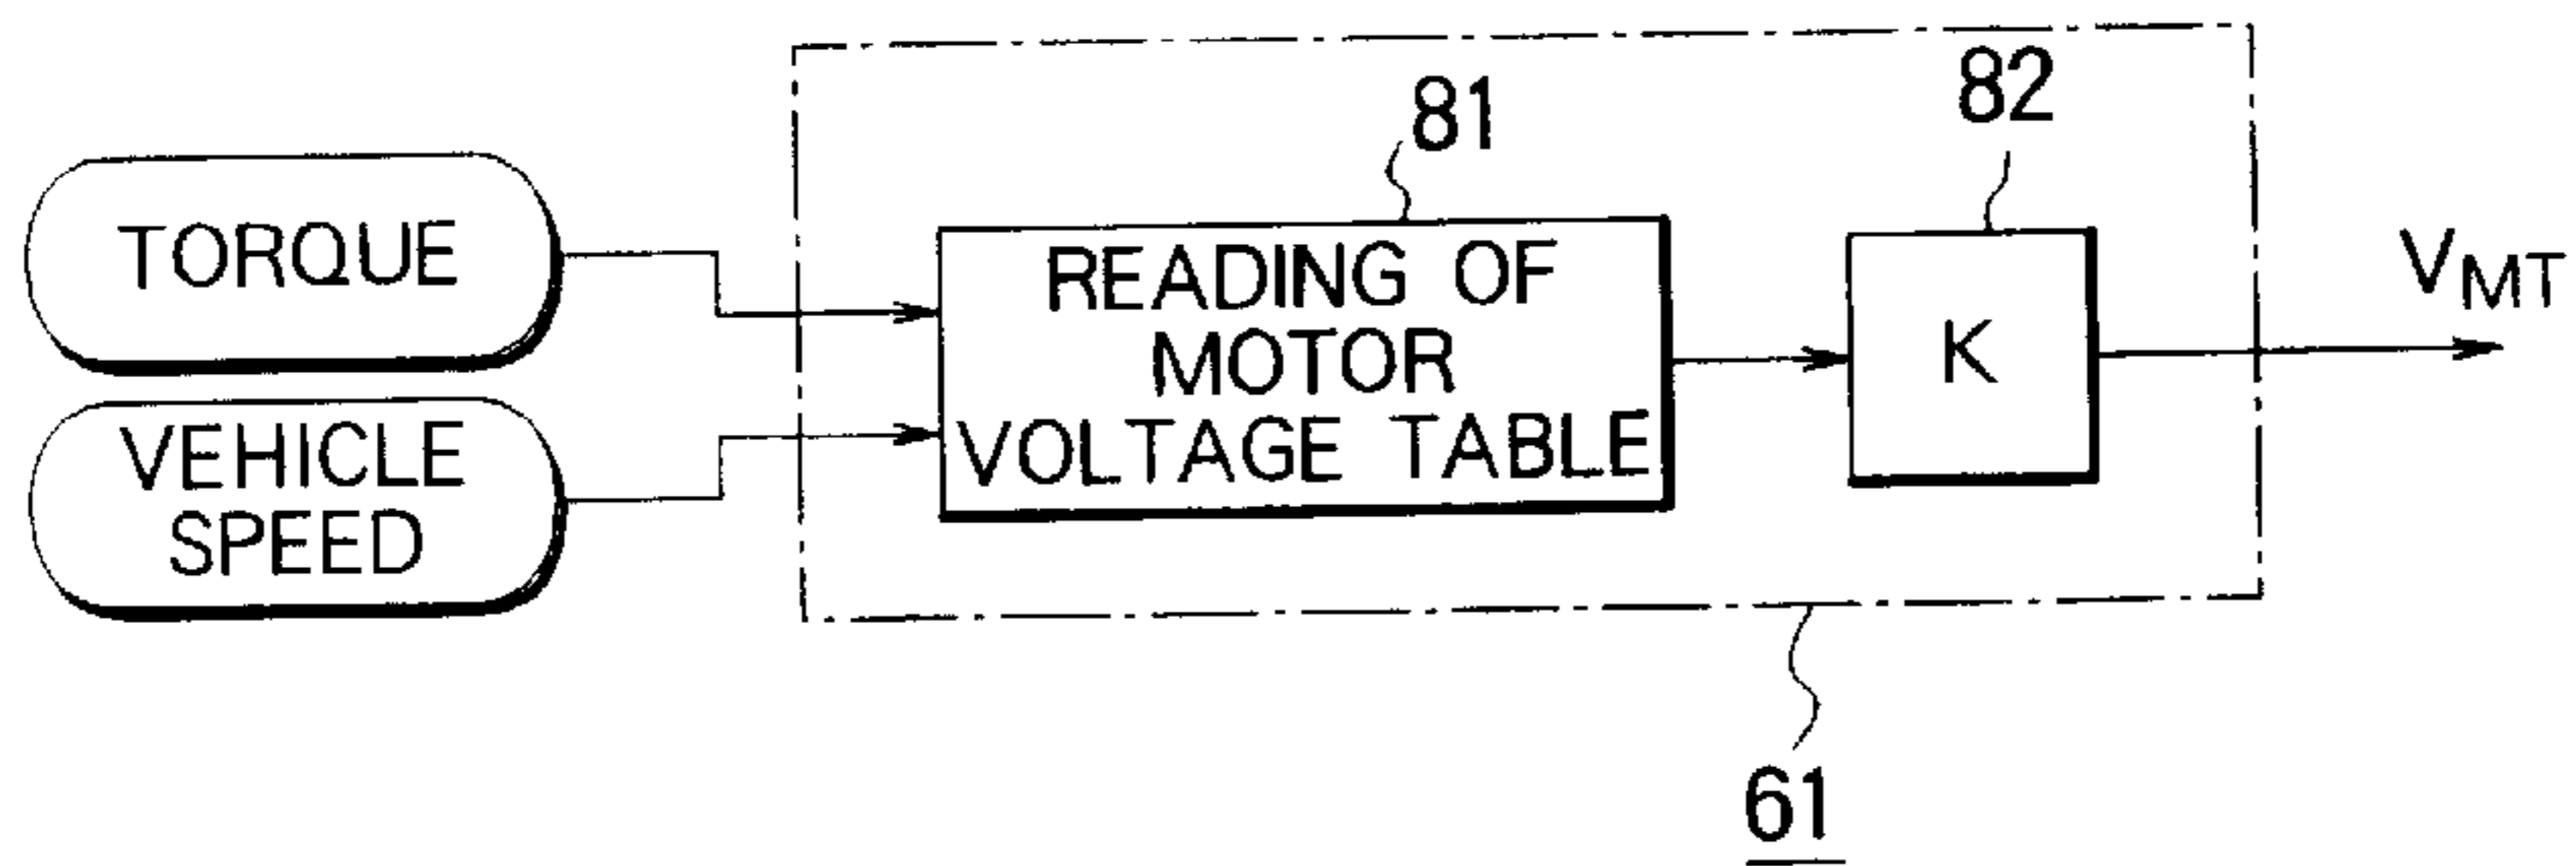 TORQUE
VEHICLE
SPEED
81
READING OF
MOTOR
VOLTAGE TABLE
82
K
VMT
61